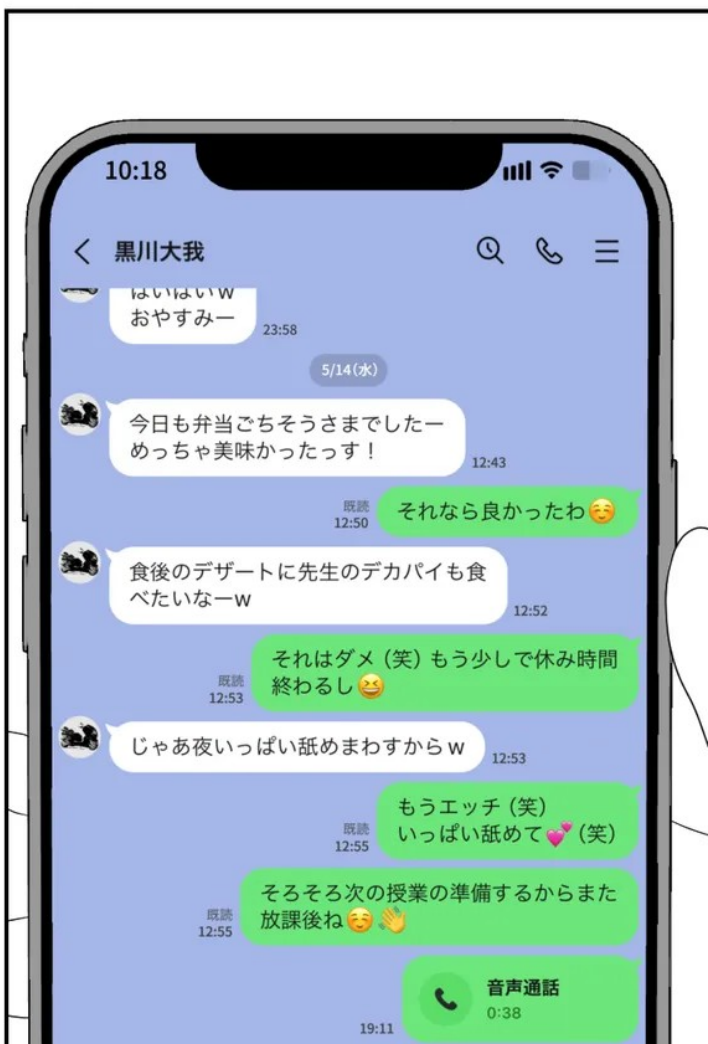 10:18
黒川大我
はいはいw
おやすみー
23:58
5/14(水)
今日も弁当ごちそうさまでしたー
めっちゃ美味かったっす！
12:43
既読
12:50
それなら良かったわ☺️
食後のデザートに先生のデカパイも食
べたいなーw
12:52
それはダメ（笑）もう少しで休み時間
終わるし😆
既読
12:53
じゃあ夜いっぱい舐めまわすからw
12:53
もうエッチ（笑）
いっぱい舐めて💕（笑）
既読
12:55
そろそろ次の授業の準備するからまた
放課後ね☺️👋
既読
12:55
音声通話
0:38
19:11